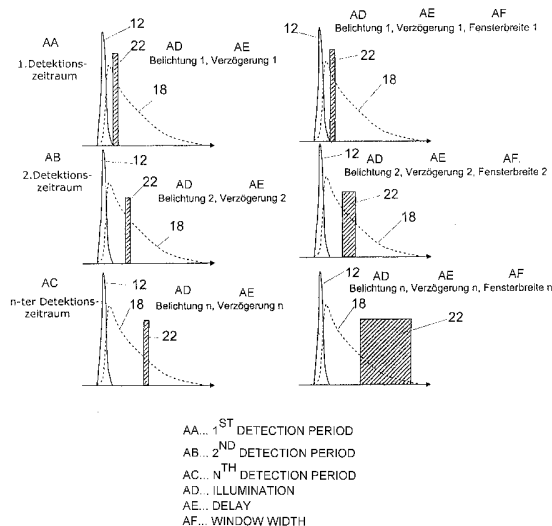 12
AA
22
AD AE
1.Detektions-
zeitraum
Belichtung 1, Verzögerung 1
18
12
AD AE AF
Belichtung 1, Verzögerung 1, Fensterbreite 1
22
18
AB
12
2.Detektions-
zeitraum
22
AD AE
Belichtung 2, Verzögerung 2
18
12
AD AE AF.
Belichtung 2, Verzögerung 2, Fensterbreite 2
22
18
AC
12
n-ter Detektions-
zeitraum
18
AD AE
Belichtung n, Verzögerung n
22
12
AD AE AF
18
Belichtung n, Verzögerung n, Fensterbreite n
22
AA... 1ST DETECTION PERIOD
AB... 2ND DETECTION PERIOD
AC... NTH DETECTION PERIOD
AD... ILLUMINATION
AE... DELAY
AF... WINDOW WIDTH